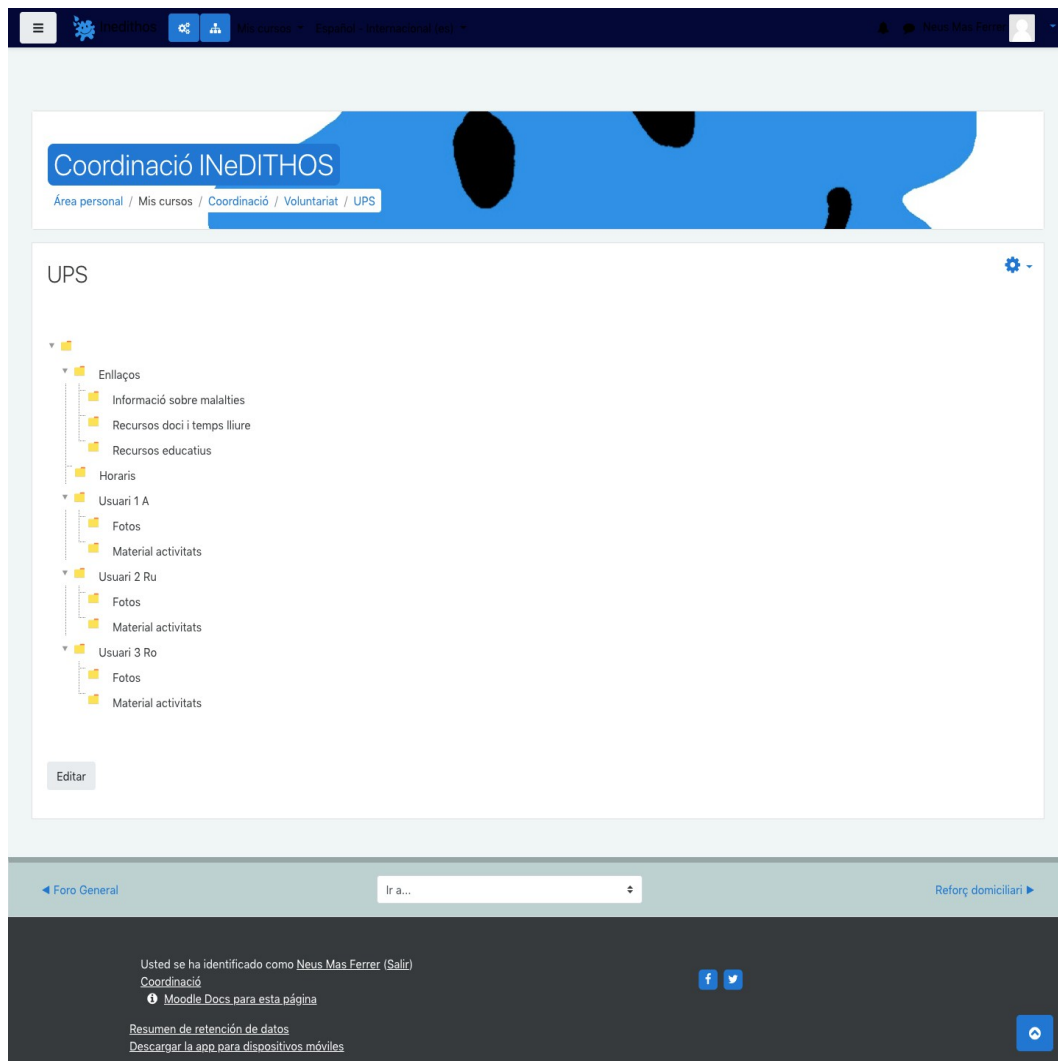 inedithos Mis cursos Español - Internacional (es) Neus Mas Ferrer
Coordinació INeDITHOS
Área personal / Mis cursos / Coordinació / Voluntariat / UPS
UPS
Enllaços
Informació sobre malalties
Recursos doci i temps lliure
Recursos educatius
Horaris
Usuari 1 A
Fotos
Material activitats
Usuari 2 Ru
Fotos
Material activitats
Usuari 3 Ro
Fotos
Material activitats
Editar
Foro General Ir a... Reforç domiciliari
Usted se ha identificado como Neus Mas Ferrer (Salir)
Coordinació
Moodle Docs para esta página
Resumen de retención de datos
Descargar la app para dispositivos móviles